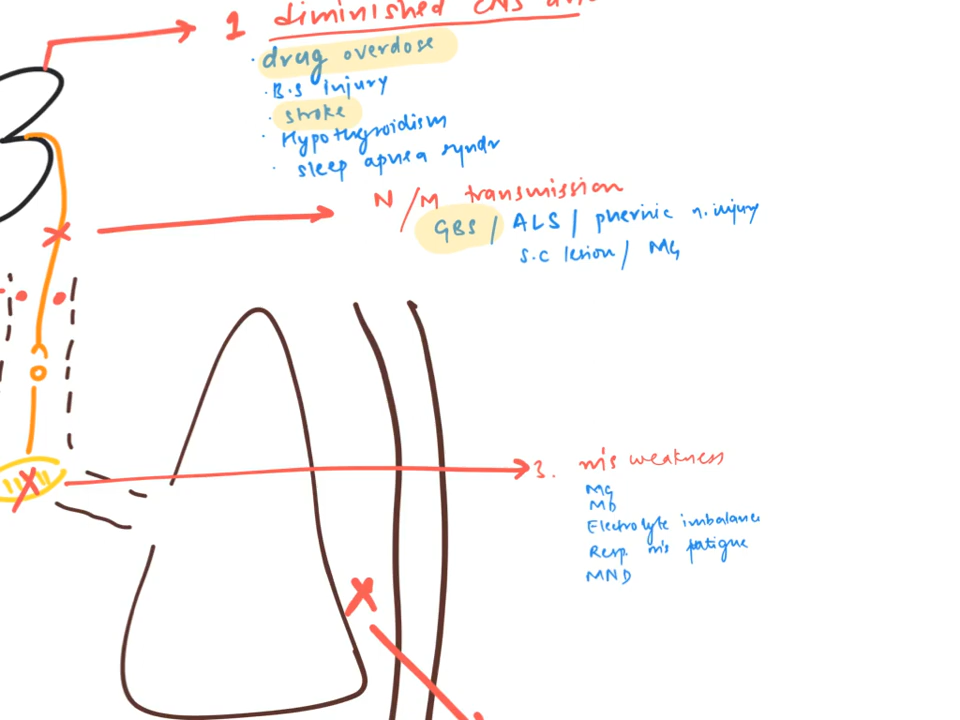 1 diminished CNS
· drug overdose
· B.S Injury
· stroke
· Hypothyroidism
· sleep apnea syndr
N/M transmission
GBS / ALS / phernic n. injury
s.c lesion / MG
3. m's weakness
MG
MD
Electrolyte imbalance
Resp. m's fatigue
MND